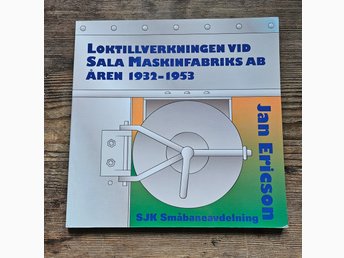 LOKTILLVERKNINGEN VID
SALA MASKINFABRIKS AB
ÅREN 1932-1953
Jan Ericson
SJK Småbaneavdelning